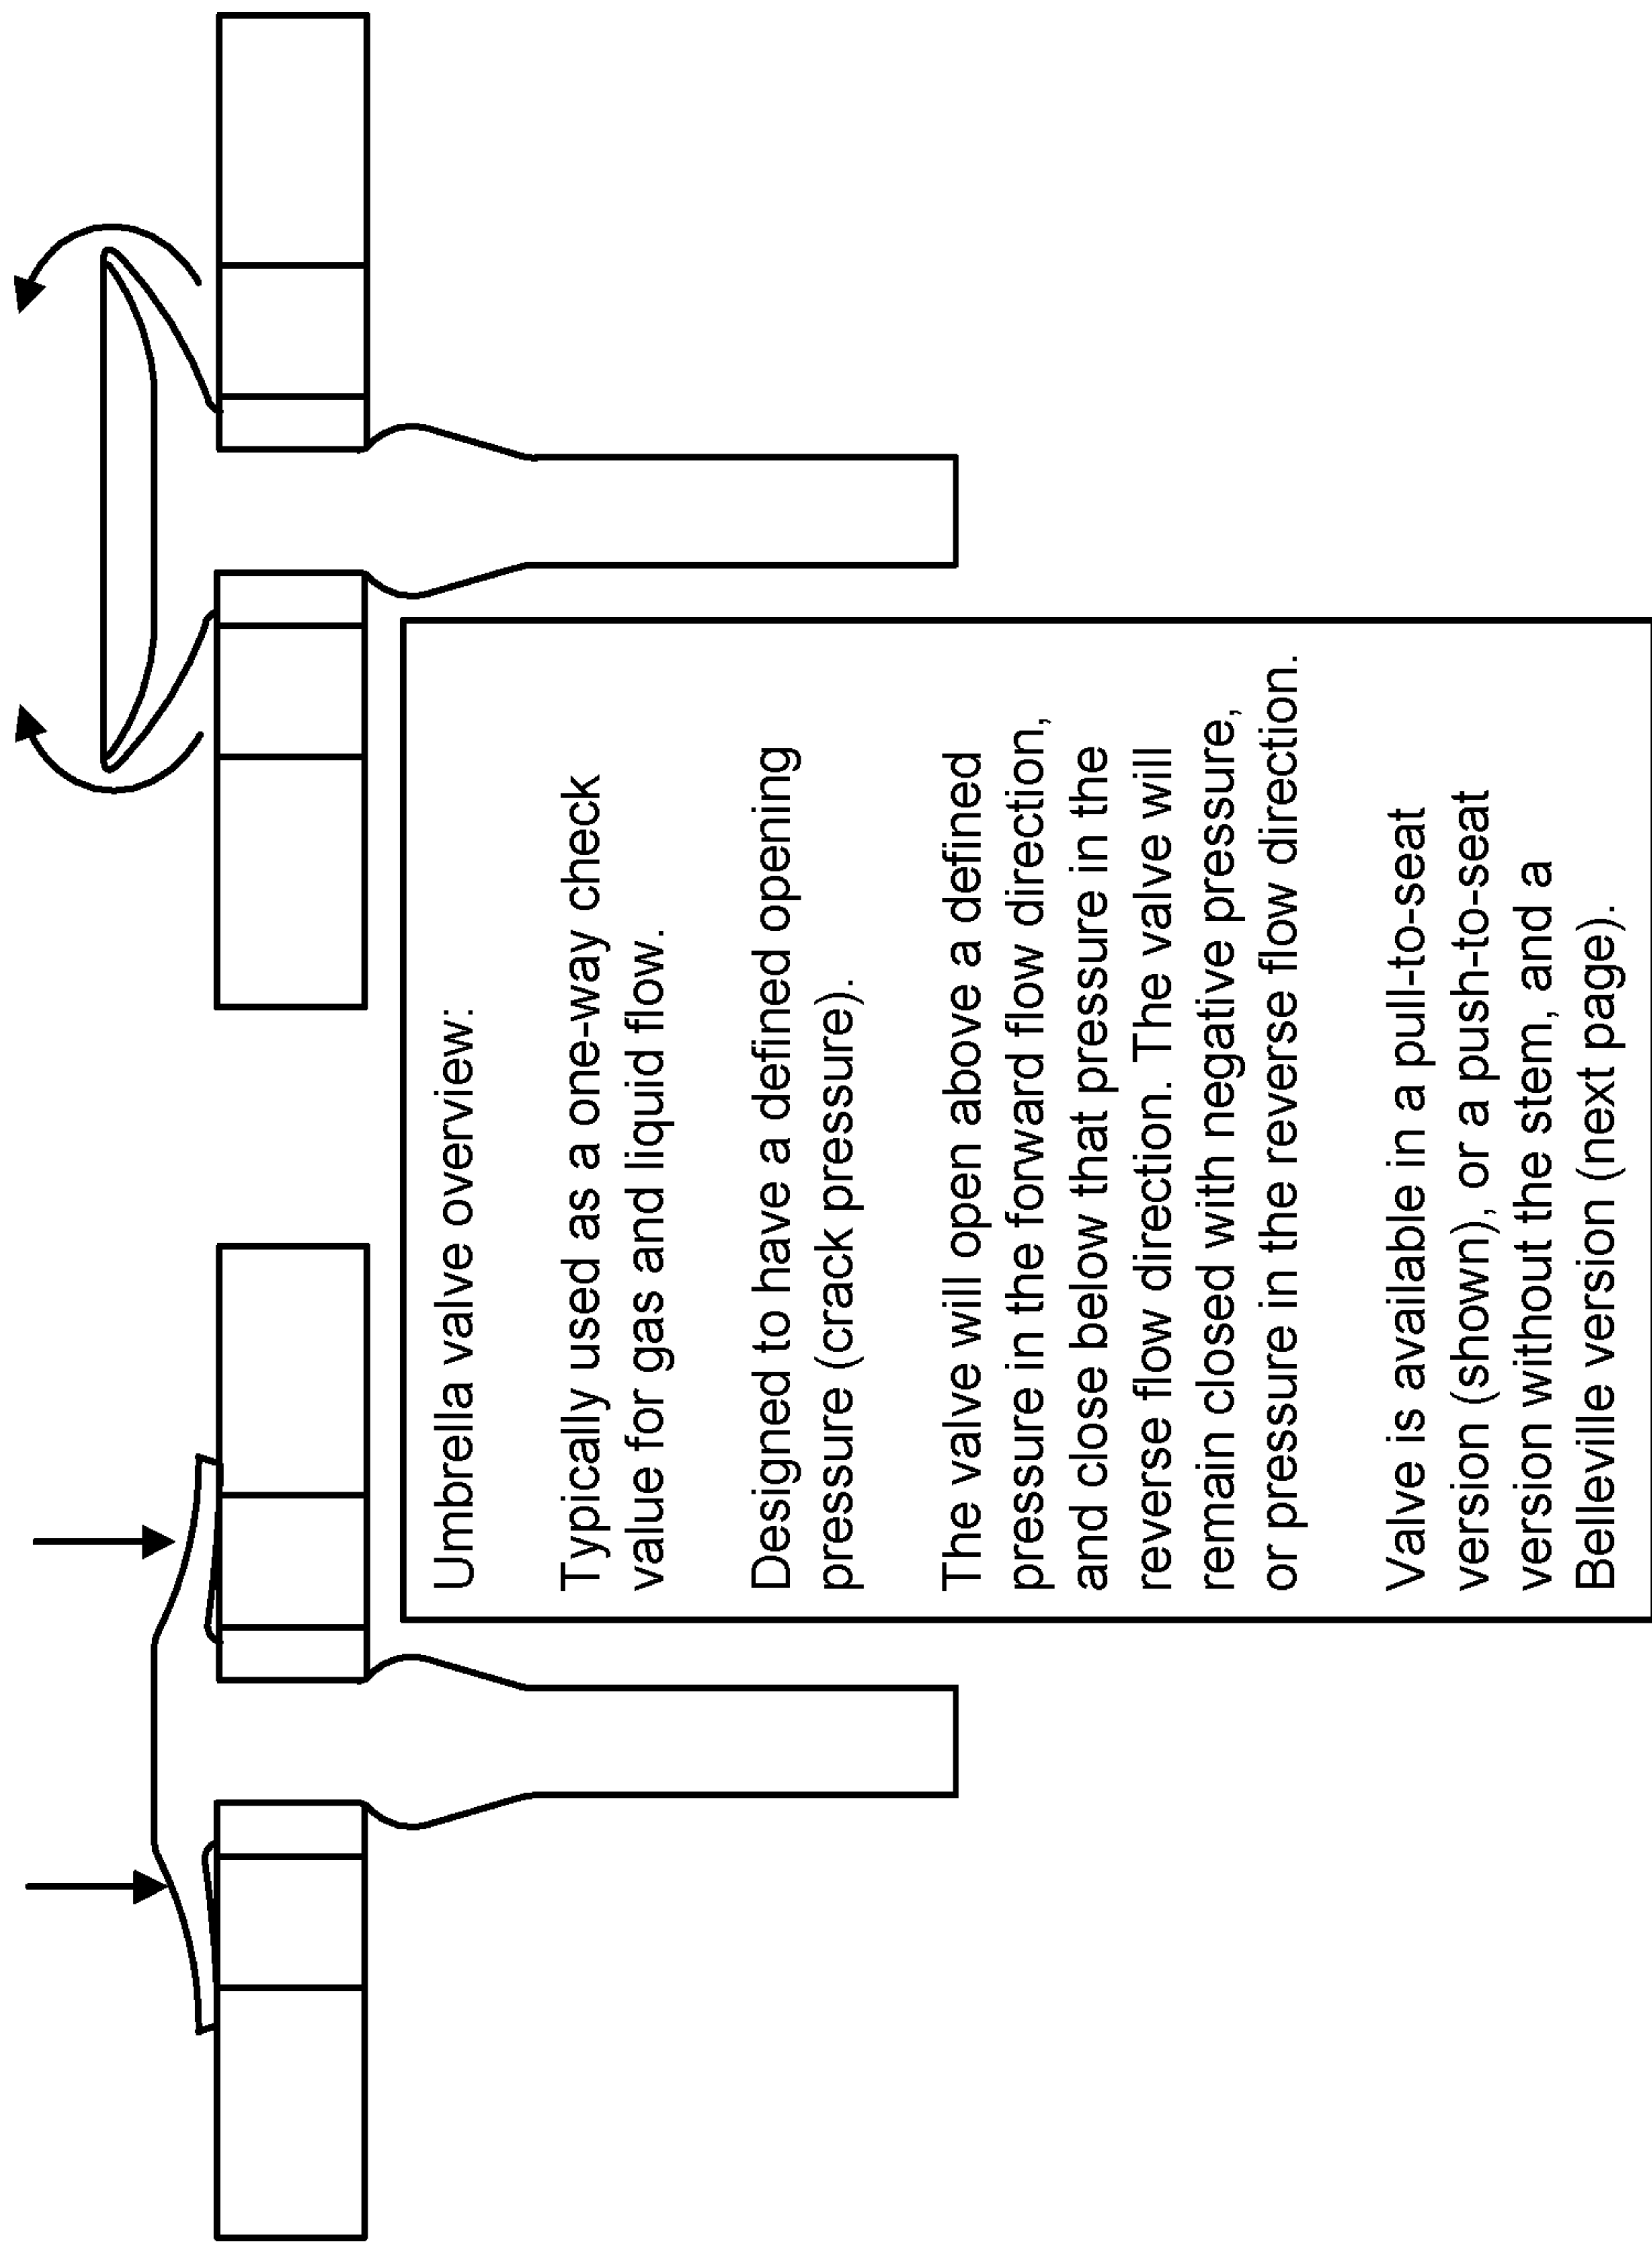 Umbrella valve overview:
Typically used as a one-way check
value for gas and liquid flow.
Designed to have a defined opening
pressure (crack pressure).
The valve will open above a defined
pressure in the forward flow direction,
and close below that pressure in the
reverse flow direction. The valve will
remain closed with negative pressure,
or pressure in the reverse flow direction.
Valve is available in a pull-to-seat
version (shown), or a push-to-seat
version without the stem, and a
Belleville version (next page).